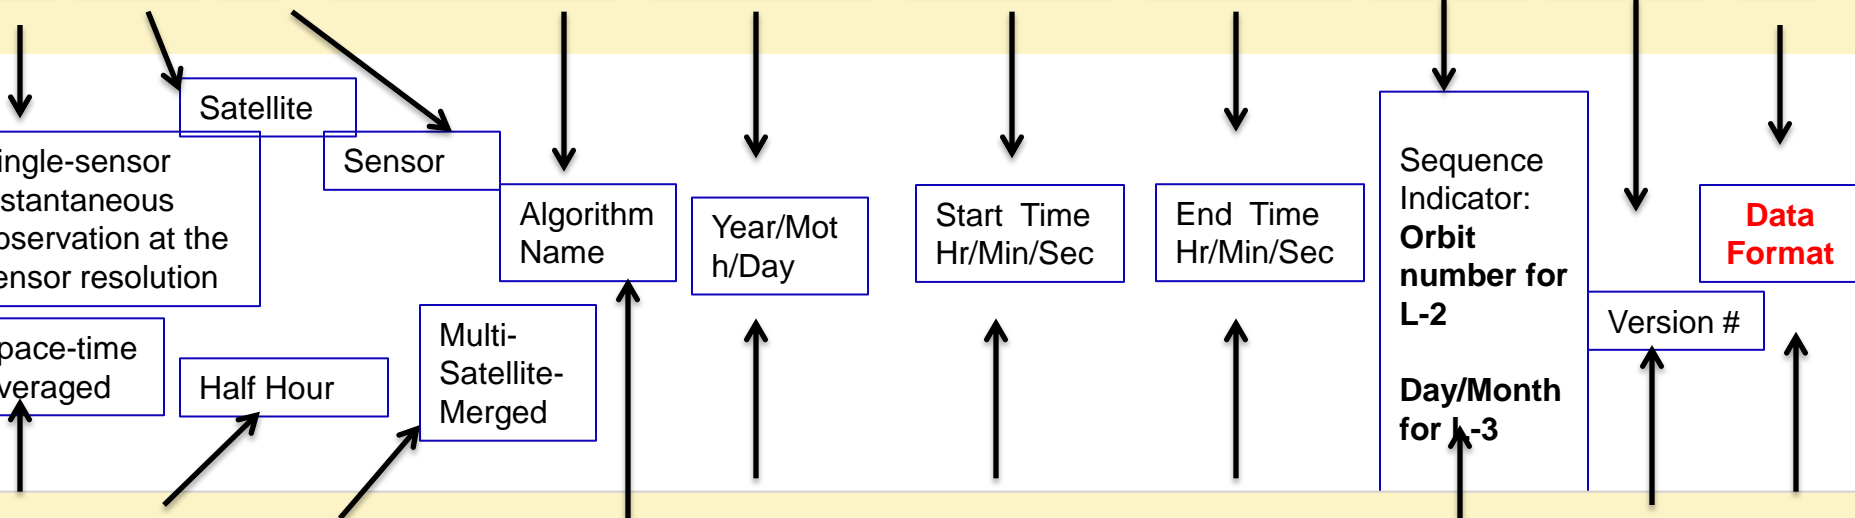 Satellite
ingle-sensor
stantaneous
oservation at the
ensor resolution
Sensor
Algorithm
Name
Year/Mot
h/Day
Start Time
Hr/Min/Sec
End Time
Hr/Min/Sec
Sequence
Indicator:
Orbit
number for
L-2
Day/Month
for L-3
Data
Format
Version #
pace-time
veraged
Half Hour
Multi-
Satellite-
Merged